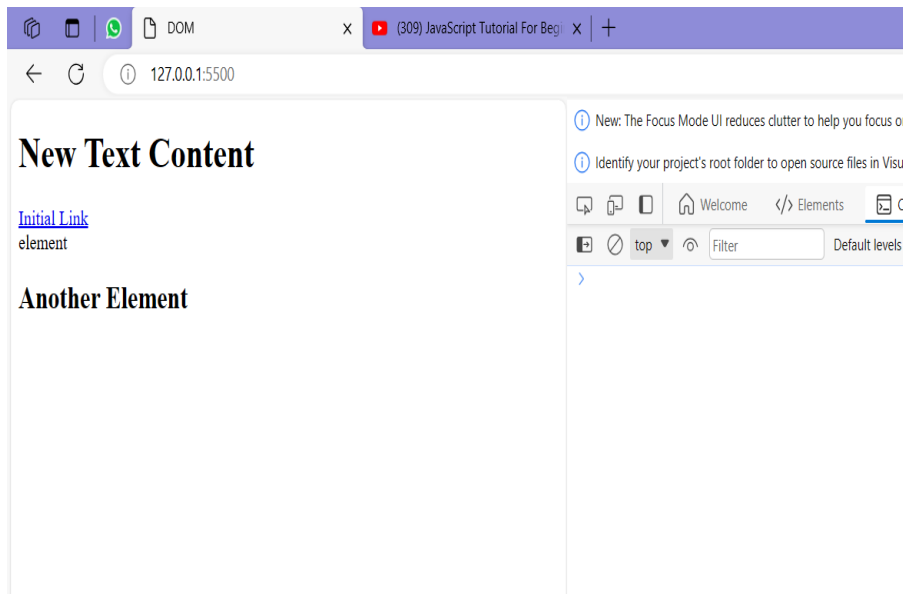 DOM
(309) JavaScript Tutorial For Begi
127.0.0.1:5500
New Text Content
Initial Link
element
Another Element
New: The Focus Mode UI reduces clutter to help you focus o
Identify your project's root folder to open source files in Visu
Welcome
</> Elements
top
Filter
Default levels